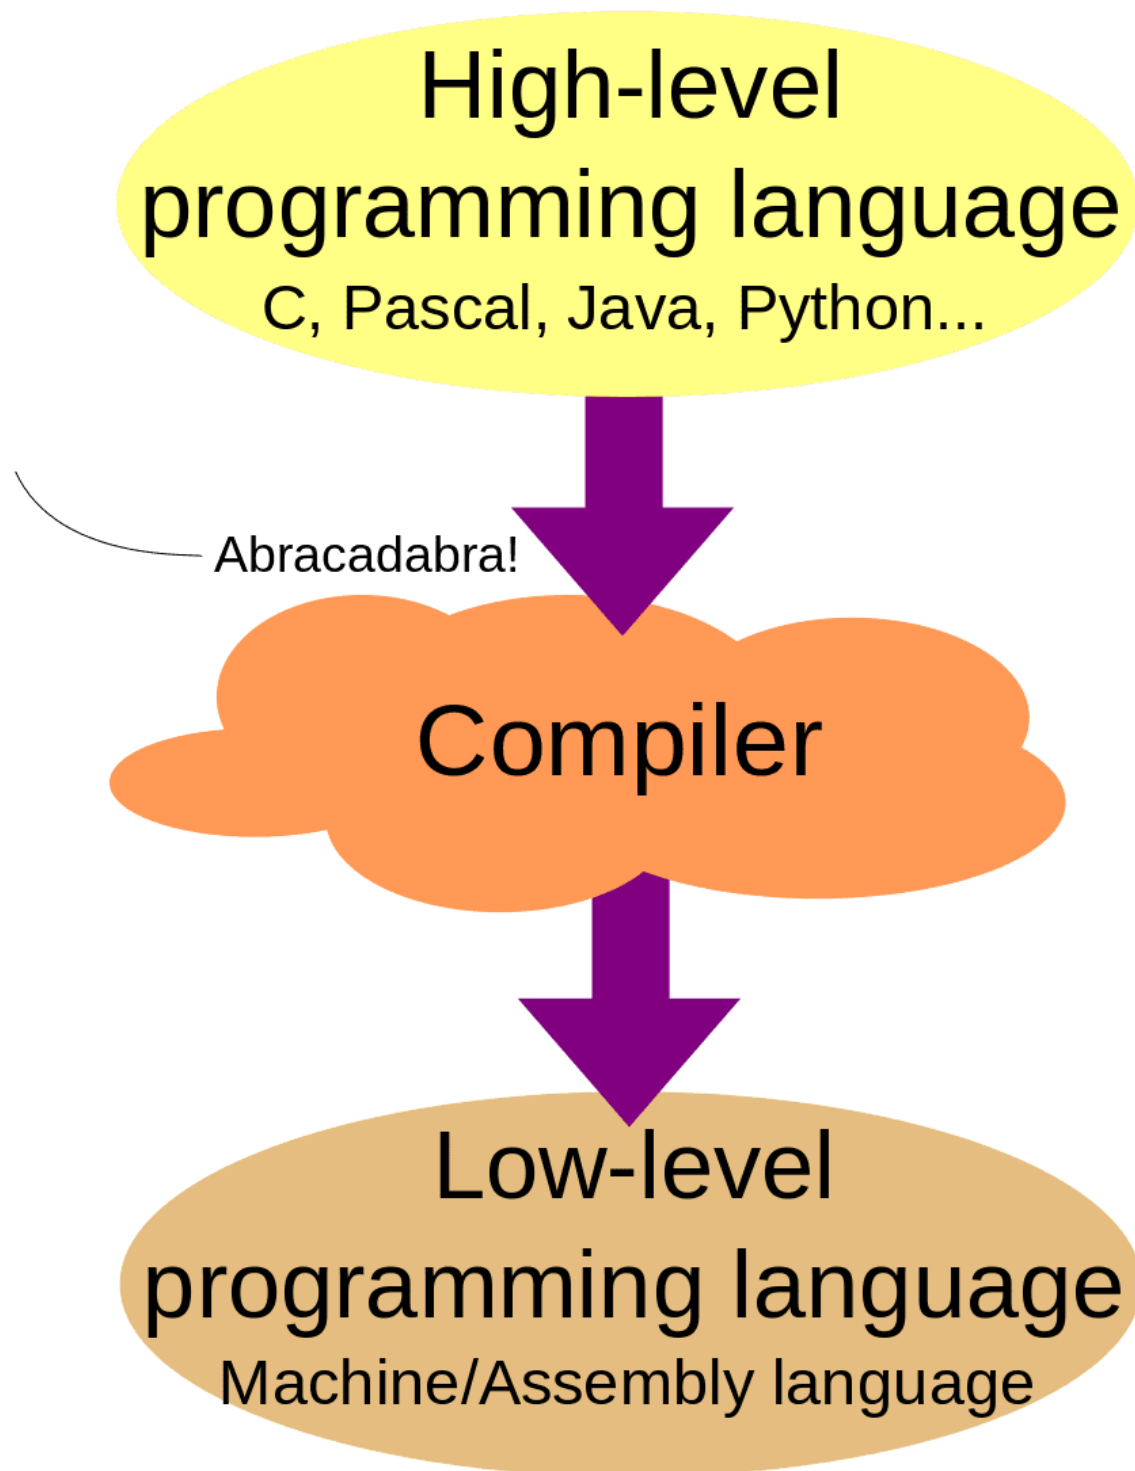 High-level
programming language
C, Pascal, Java, Python...
Abracadabra!
Compiler
Low-level
programming language
Machine/Assembly language